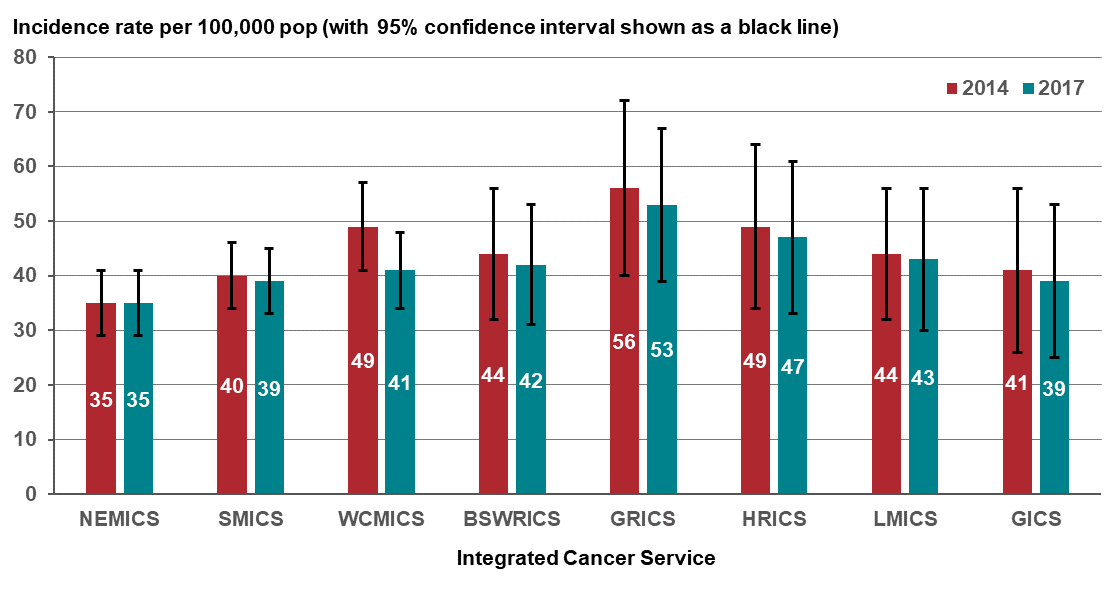 Incidence rate per 100,000 pop (with 95% confidence interval shown as a black line)
80
2014 2017
70
60
50
40
30
20
10
0
35 35 40 39 49 41 44 42 56 53 49 47 44 43 41 39
NEMICS SMICS WCMICS BSWRICS GRICS HRICS LMICS GICS
Integrated Cancer Service